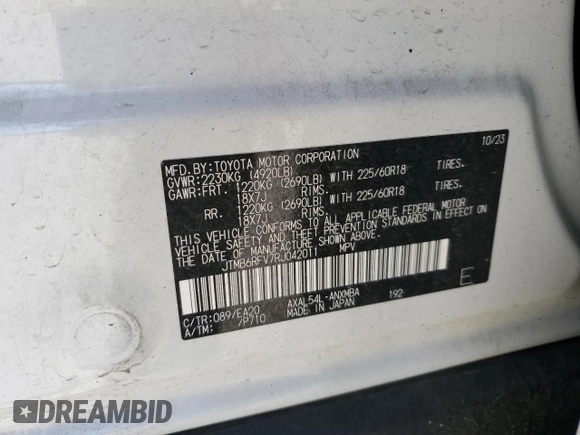 MFD.BY:TOYOTA MOTOR CORPORATION 10/23
GVWR:2230KG (4920LB)
GAWR:FRT. 1220KG (2690LB) WITH 225/60R18 TIRES.
18X7J RIMS.
RR. 1220KG (2690LB) WITH 225/60R18 TIRES.
18X7J RIMS.
THIS VEHICLE CONFORMS TO ALL APPLICABLE FEDERAL MOTOR
VEHICLE SAFETY AND THEFT PREVENTION STANDARDS IN EFFECT ON
THE DATE OF MANUFACTURE SHOWN ABOVE.
JTMB6RFV7RJ042011 MPV
C/TR:089/EA20 AXAL54L-ANXMBA 192 E
A/TM: /P710 MADE IN JAPAN
DREAMBID